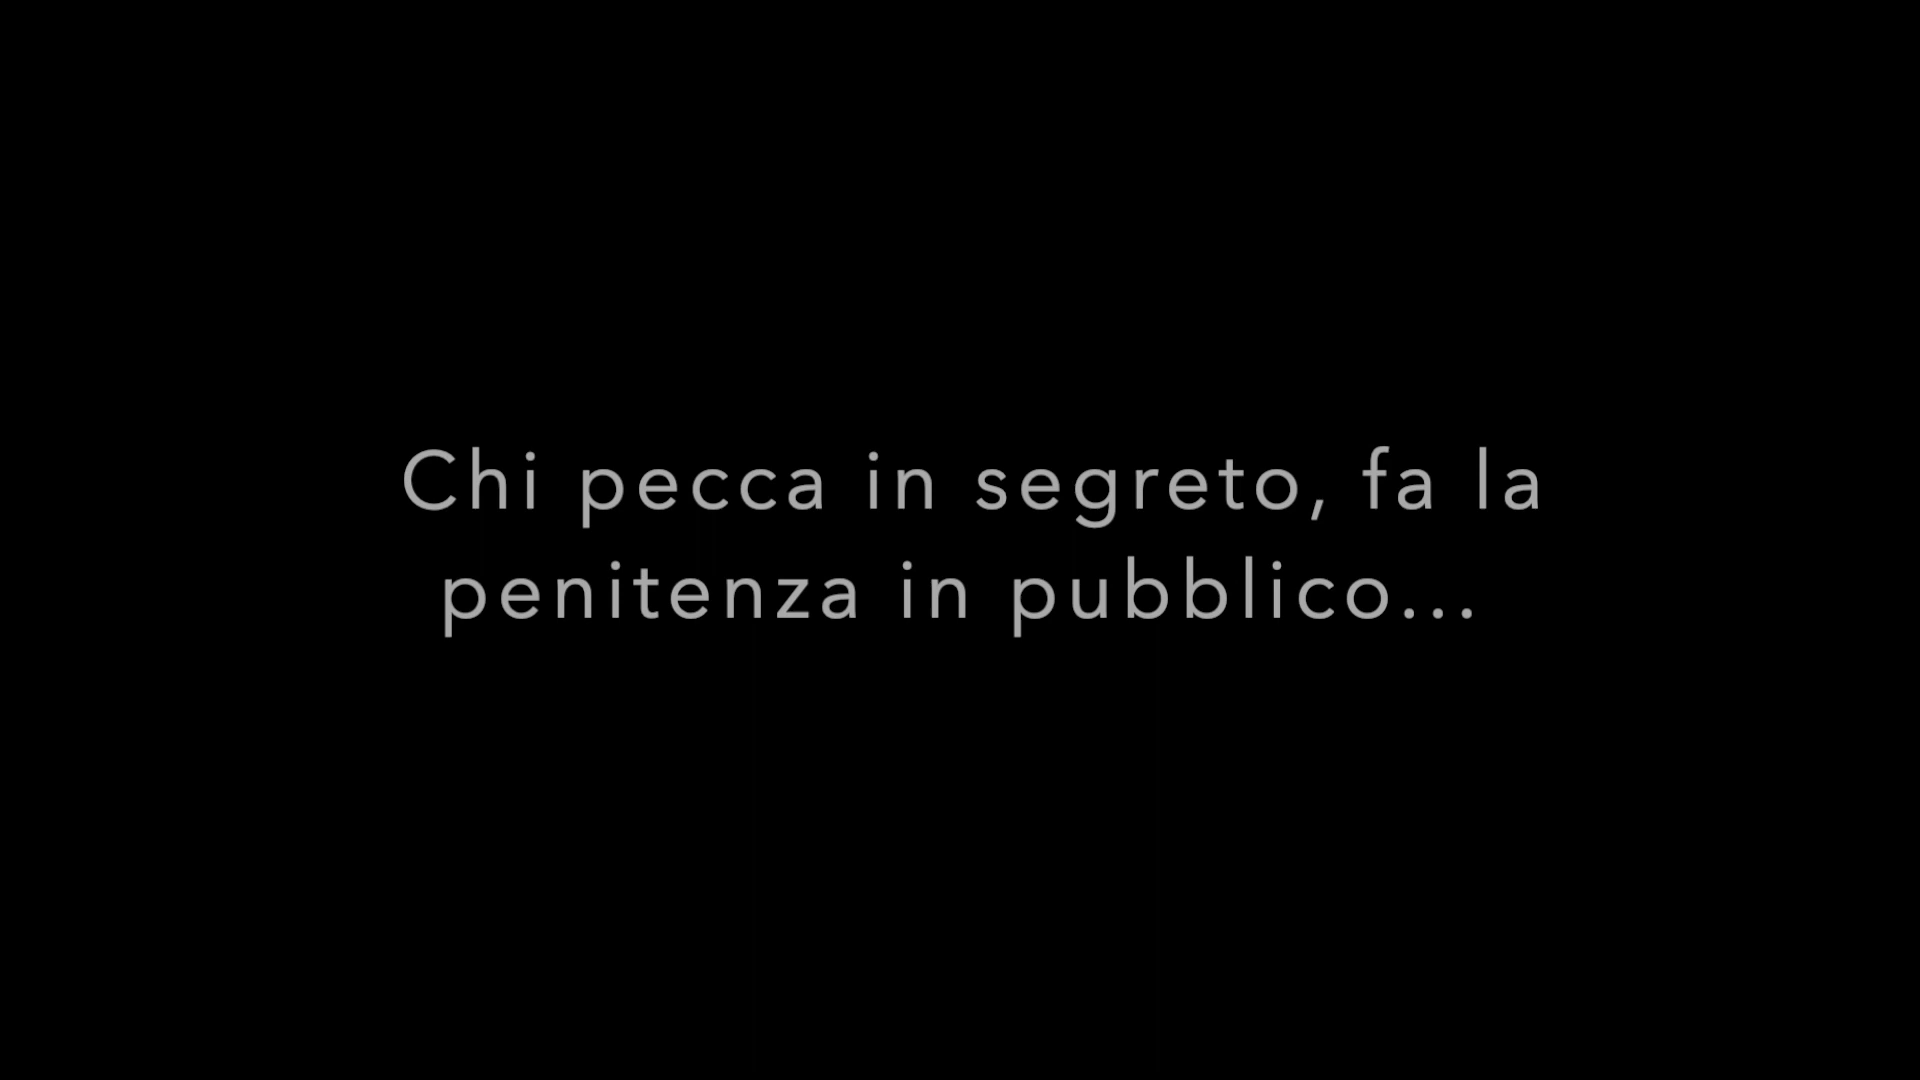 Chi pecca in segreto, fa la
penitenza in pubblico...